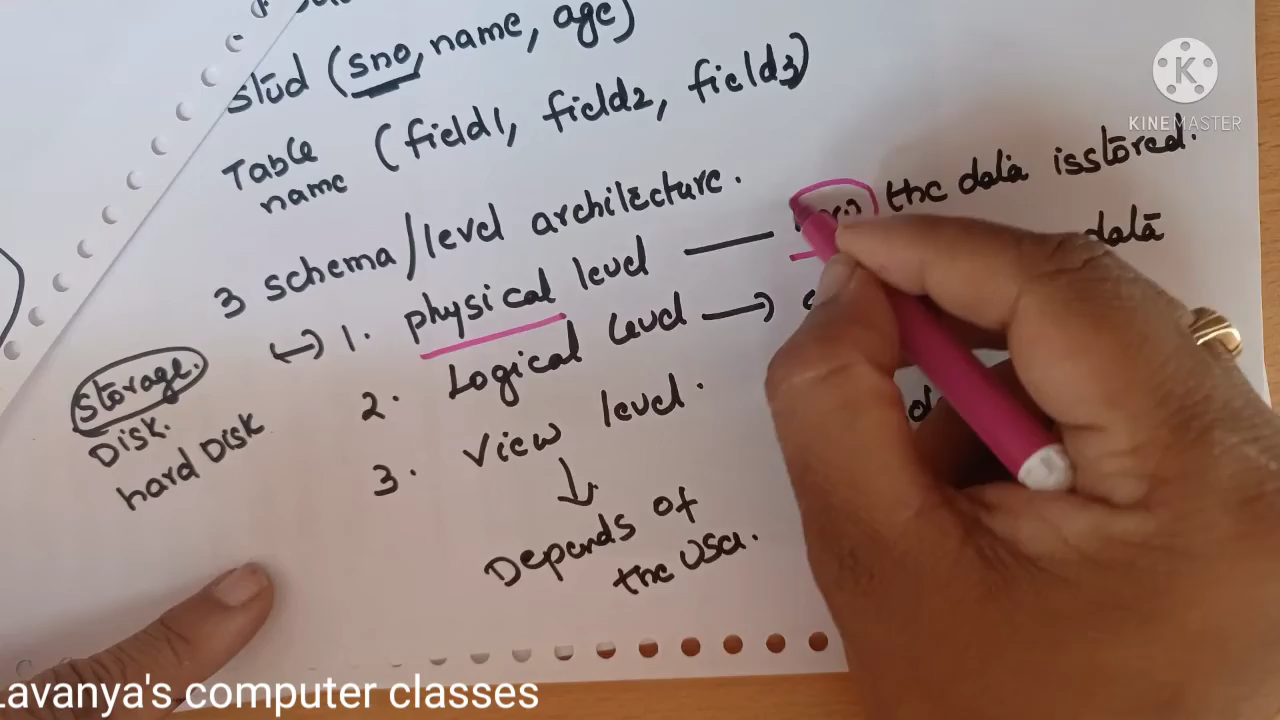 stud (sno, name, age)
Table name (field1, field2, field3)
3 schema/level architecture.
1. physical level — how the data is stored.
2. Logical level → data
3. View level.
Depends of
the user.
Storage.
Disk.
hard Disk
KINEMASTER
Lavanya's computer classes